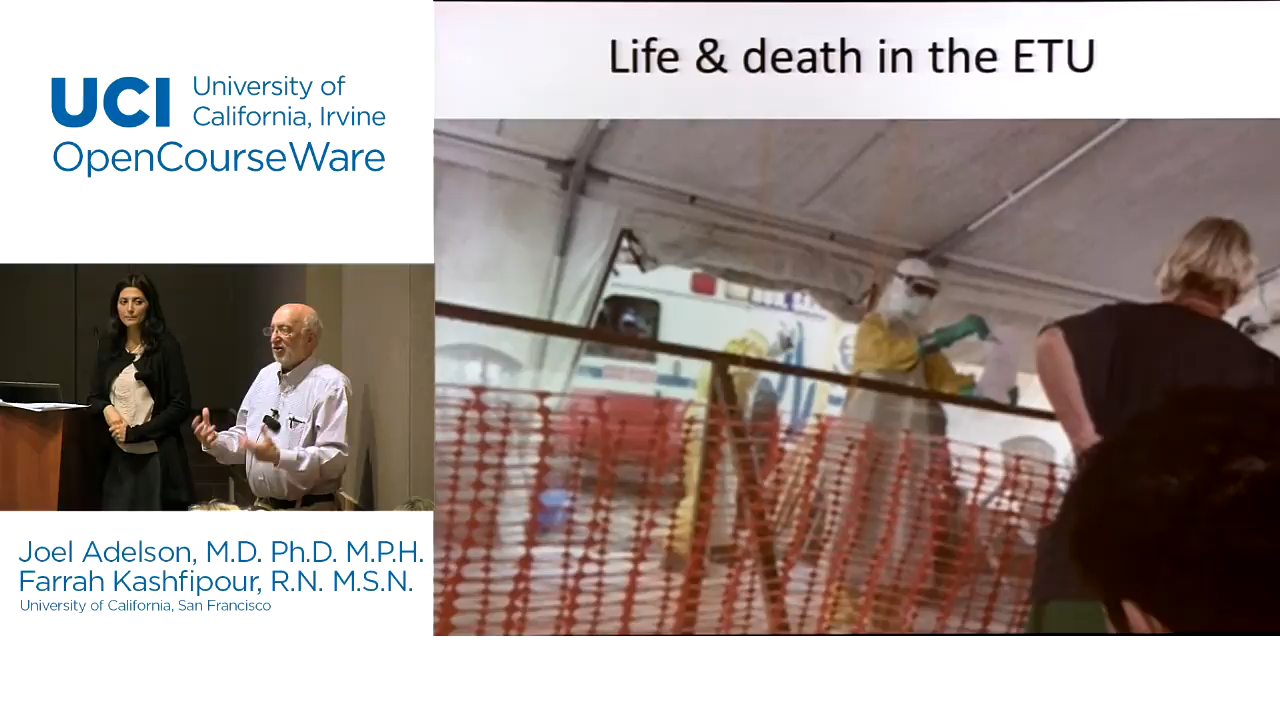 UCI University of
California, Irvine
OpenCourseWare
Life & death in the ETU
Joel Adelson, M.D. Ph.D. M.P.H.
Farrah Kashfipour, R.N. M.S.N.
University of California, San Francisco